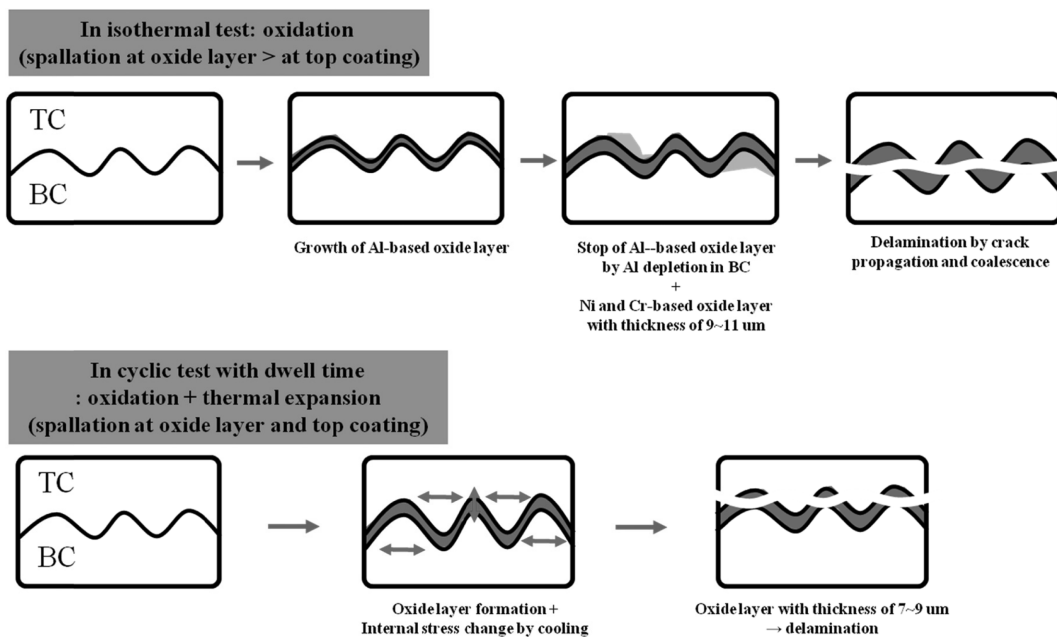 In isothermal test: oxidation
(spallation at oxide layer > at top coating)
TC
BC
Growth of Al-based oxide layer
Stop of Al--based oxide layer
by Al depletion in BC
+
Ni and Cr-based oxide layer
with thickness of 9~11 um
Delamination by crack
propagation and coalescence
In cyclic test with dwell time
: oxidation + thermal expansion
(spallation at oxide layer and top coating)
TC
BC
Oxide layer formation +
Internal stress change by cooling
Oxide layer with thickness of 7~9 um
→ delamination